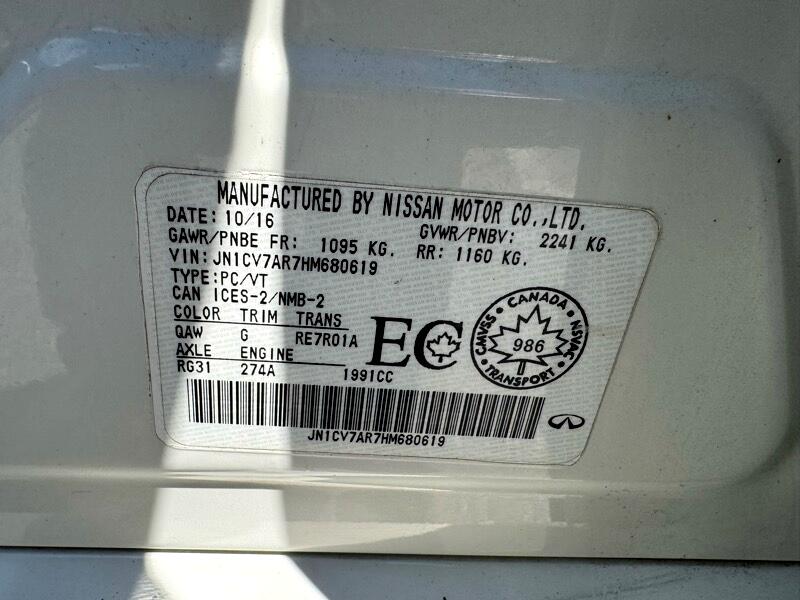 MANUFACTURED BY NISSAN MOTOR CO.,LTD.
DATE: 10/16 GVWR/PNBV: 2241 KG.
GAWR/PNBE FR: 1095 KG. RR: 1160 KG.
VIN: JN1CV7AR7HM680619
TYPE: PC/VT
CAN ICES-2/NMB-2
COLOR TRIM TRANS
QAW G RE7R01A
AXLE ENGINE
RG31 274A 1991CC
EC
CANADA
CMVSS 986 NSVAC
TRANSPORT
JN1CV7AR7HM680619